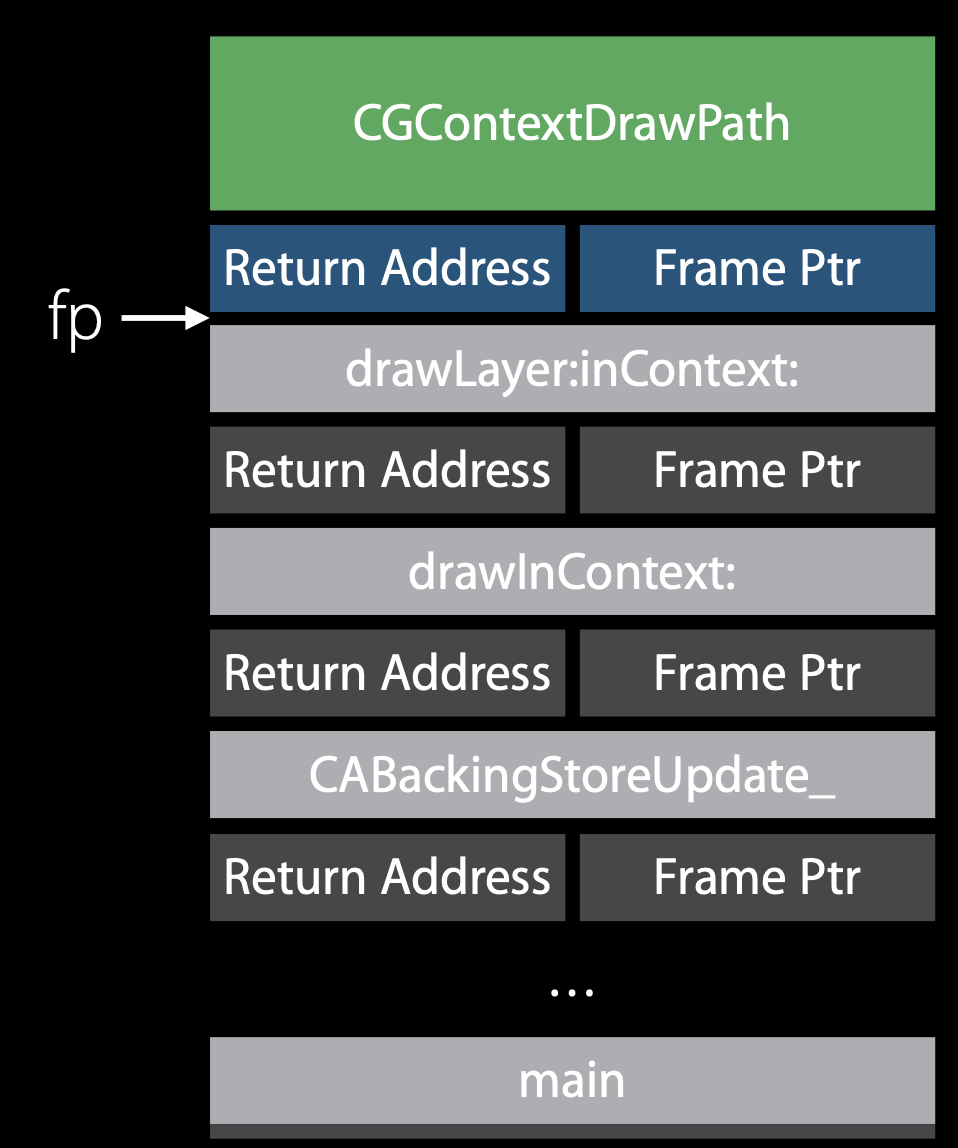 CGContextDrawPath
Return Address Frame Ptr
fp
drawLayer:inContext:
Return Address Frame Ptr
drawInContext:
Return Address Frame Ptr
CABackingStoreUpdate_
Return Address Frame Ptr
...
main